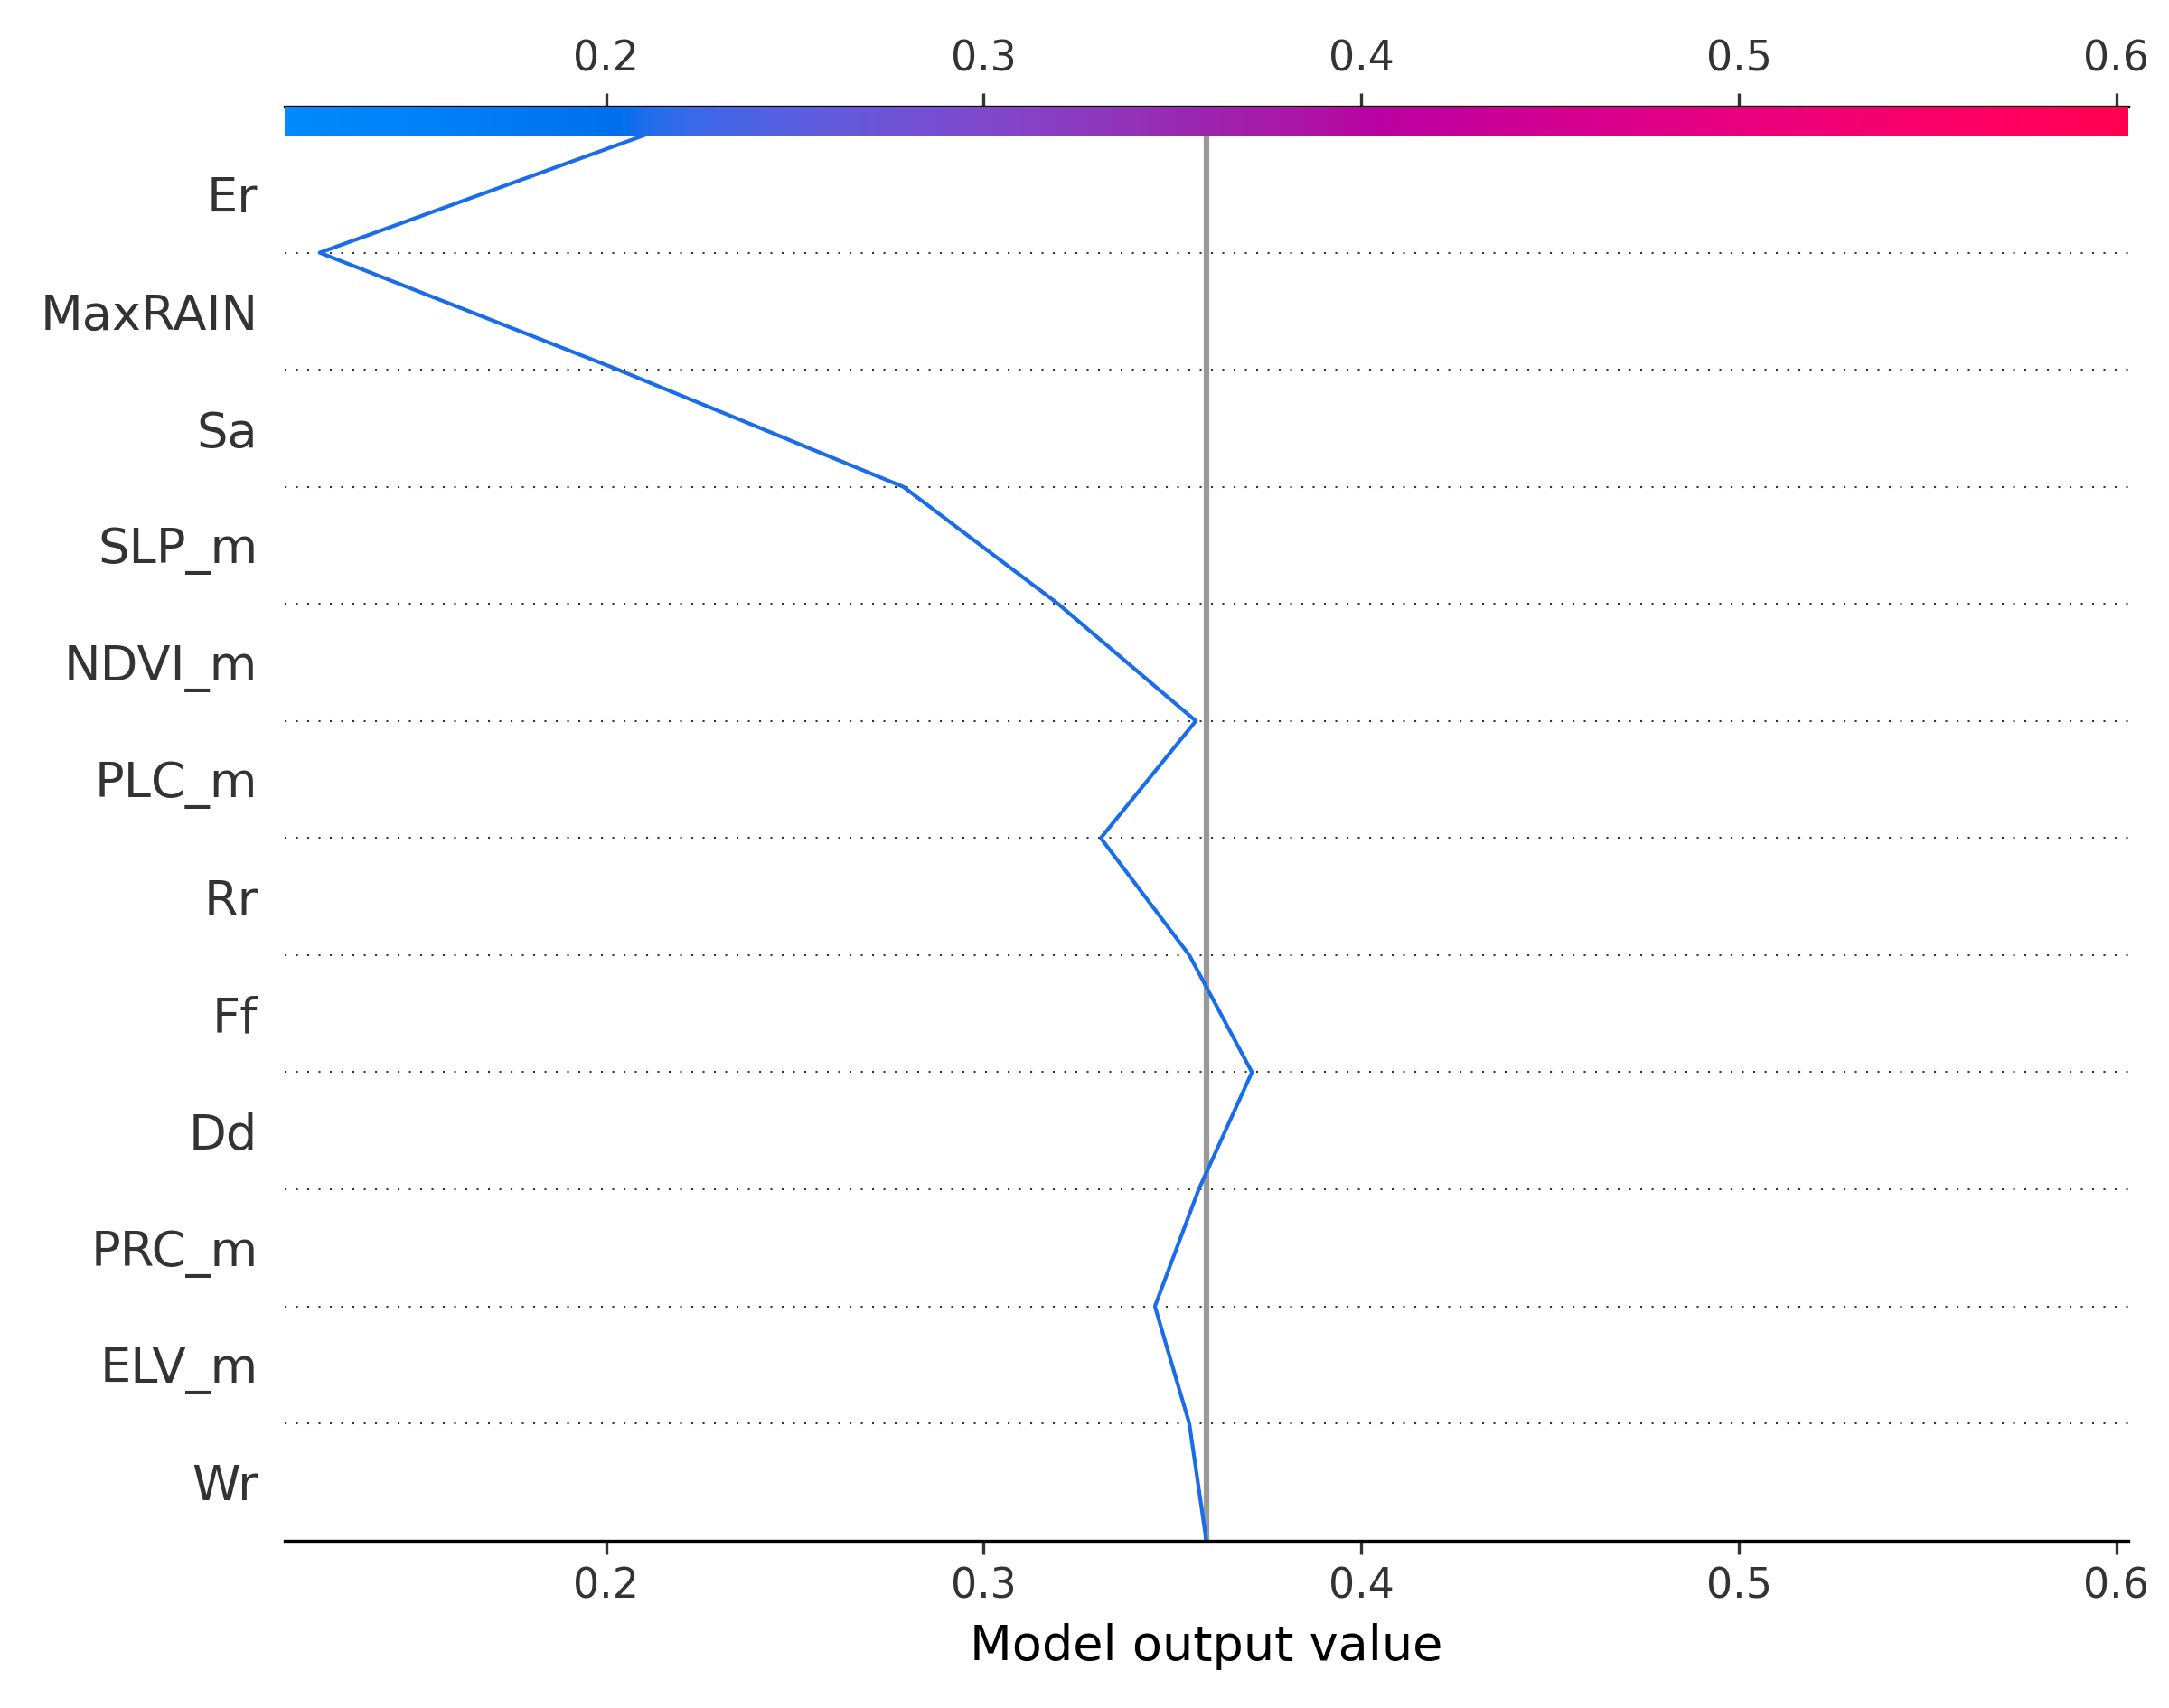 0.2 0.3 0.4 0.5 0.6
Er
MaxRAIN
Sa
SLP_m
NDVI_m
PLC_m
Rr
Ff
Dd
PRC_m
ELV_m
Wr
0.2 0.3 0.4 0.5 0.6
Model output value